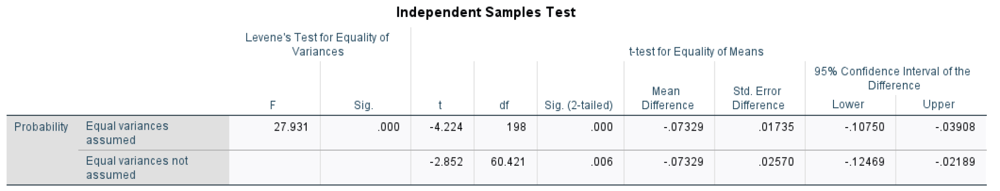 Independent Samples Test
Levene's Test for Equality of
Variances
t-test for Equality of Means
95% Confidence Interval of the
Difference
F Sig. t df Sig. (2-tailed) Mean
Difference Std. Error
Difference Lower Upper
Probability Equal variances
assumed 27.931 .000 -4.224 198 .000 -.07329 .01735 -.10750 -.03908
Equal variances not
assumed -2.852 60.421 .006 -.07329 .02570 -.12469 -.02189